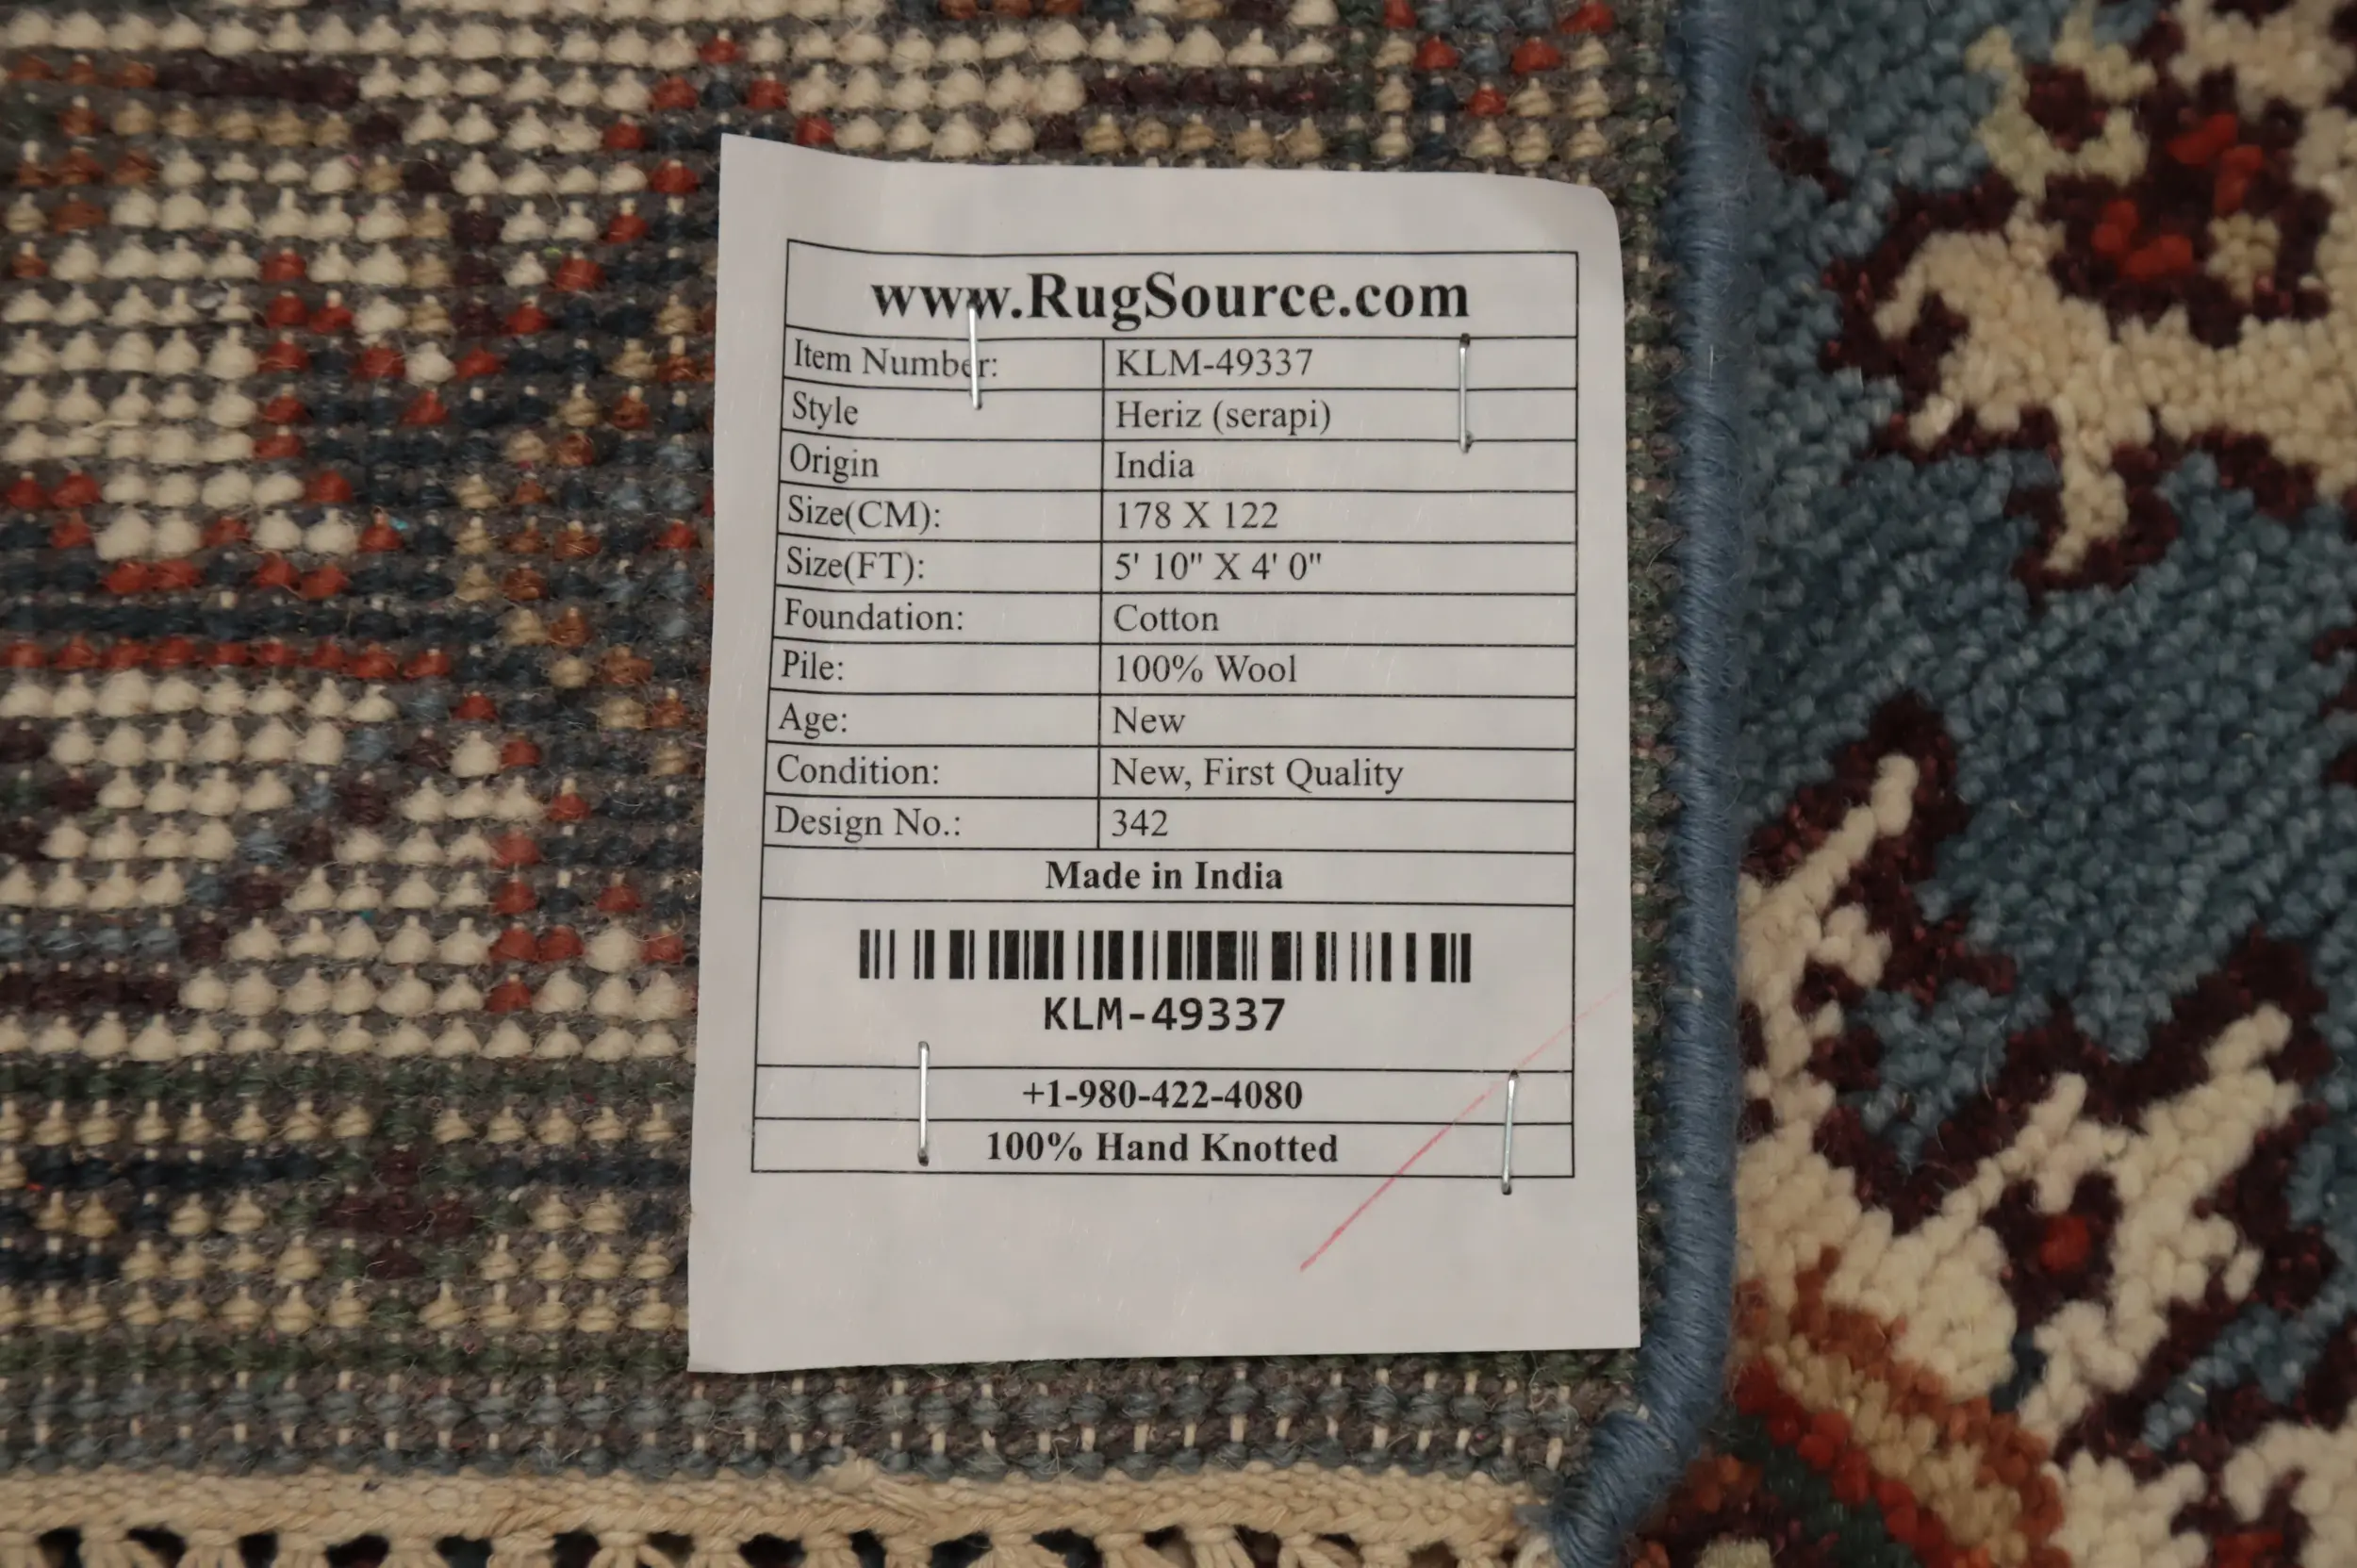 www.RugSource.com
Item Number: KLM-49337
Style Heriz (serapi)
Origin India
Size(CM): 178 X 122
Size(FT): 5' 10" X 4' 0"
Foundation: Cotton
Pile: 100% Wool
Age: New
Condition: New, First Quality
Design No.: 342
Made in India
KLM-49337
+1-980-422-4080
100% Hand Knotted